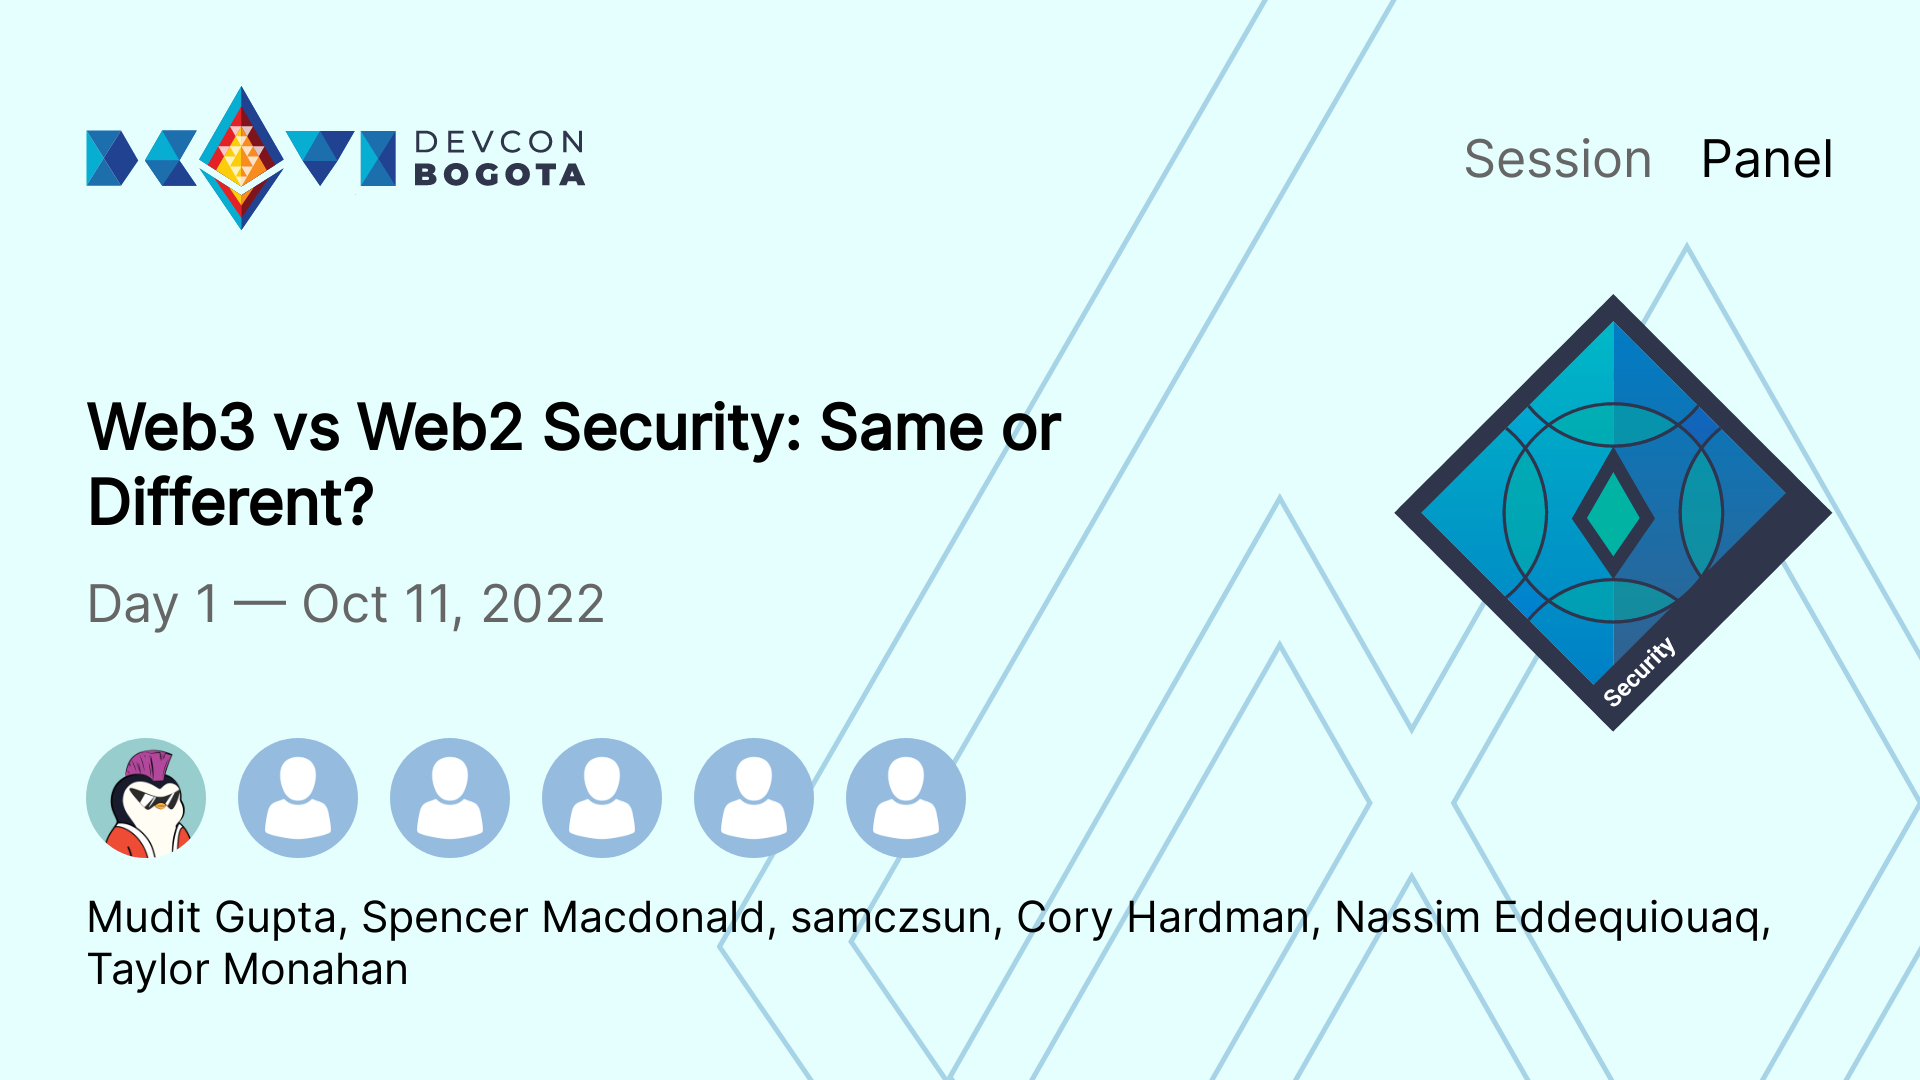 DEVCON
BOGOTA
Session Panel
Web3 vs Web2 Security: Same or
Different?
Day 1 — Oct 11, 2022
Security
Mudit Gupta, Spencer Macdonald, samczsun, Cory Hardman, Nassim Eddequiouaq,
Taylor Monahan